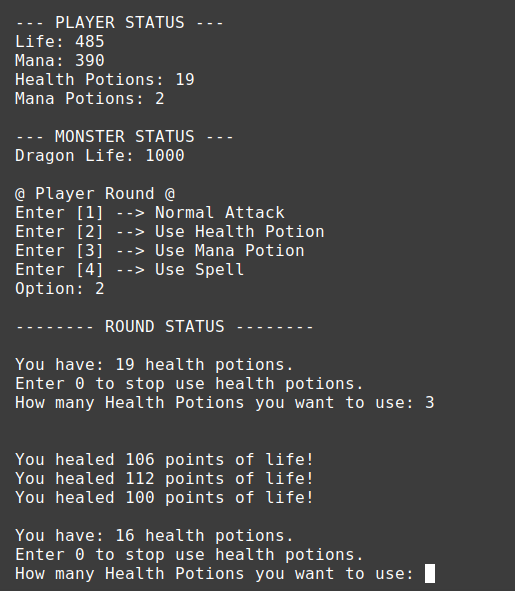 --- PLAYER STATUS ---
Life: 485
Mana: 390
Health Potions: 19
Mana Potions: 2
--- MONSTER STATUS ---
Dragon Life: 1000
@ Player Round @
Enter [1] --> Normal Attack
Enter [2] --> Use Health Potion
Enter [3] --> Use Mana Potion
Enter [4] --> Use Spell
Option: 2
-------- ROUND STATUS --------
You have: 19 health potions.
Enter 0 to stop use health potions.
How many Health Potions you want to use: 3
You healed 106 points of life!
You healed 112 points of life!
You healed 100 points of life!
You have: 16 health potions.
Enter 0 to stop use health potions.
How many Health Potions you want to use: